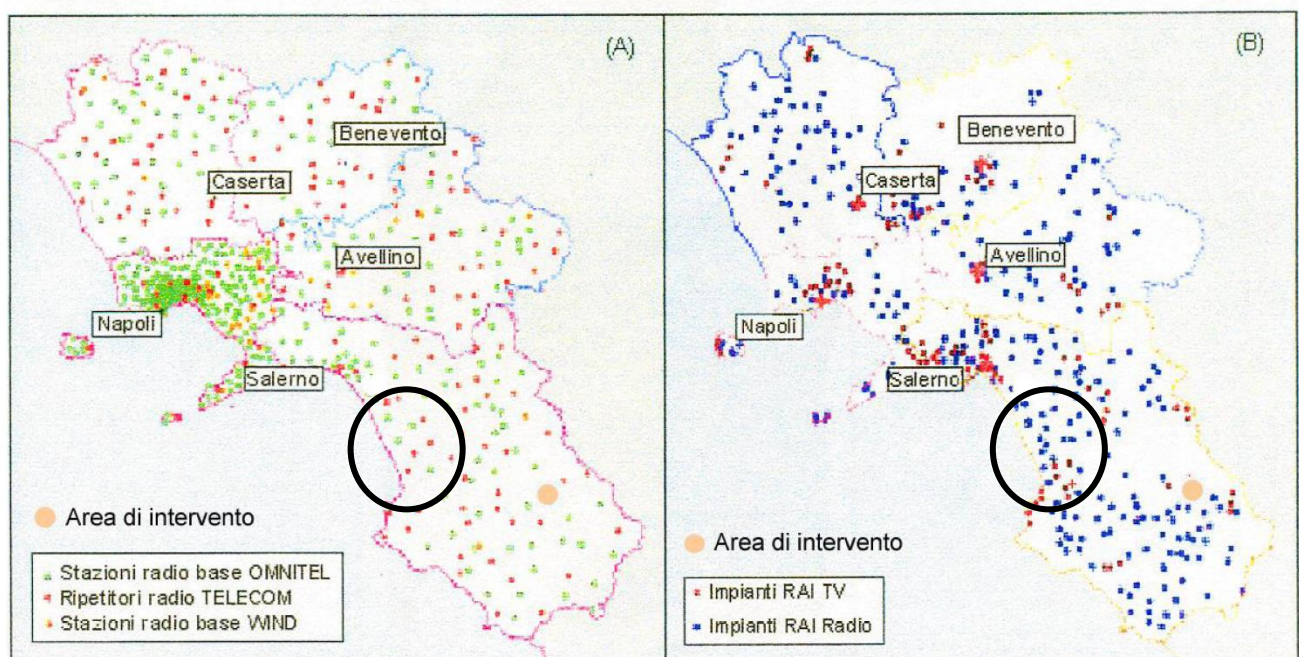 (A)
Benevento
Caserta
Avellino
Napoli
Salerno
Area di intervento
Stazioni radio base OMNITEL
Ripetitori radio TELECOM
Stazioni radio base WIND
(B)
Benevento
Caserta
Avellino
Napoli
Salerno
Area di intervento
Impianti RAI TV
Impianti RAI Radio